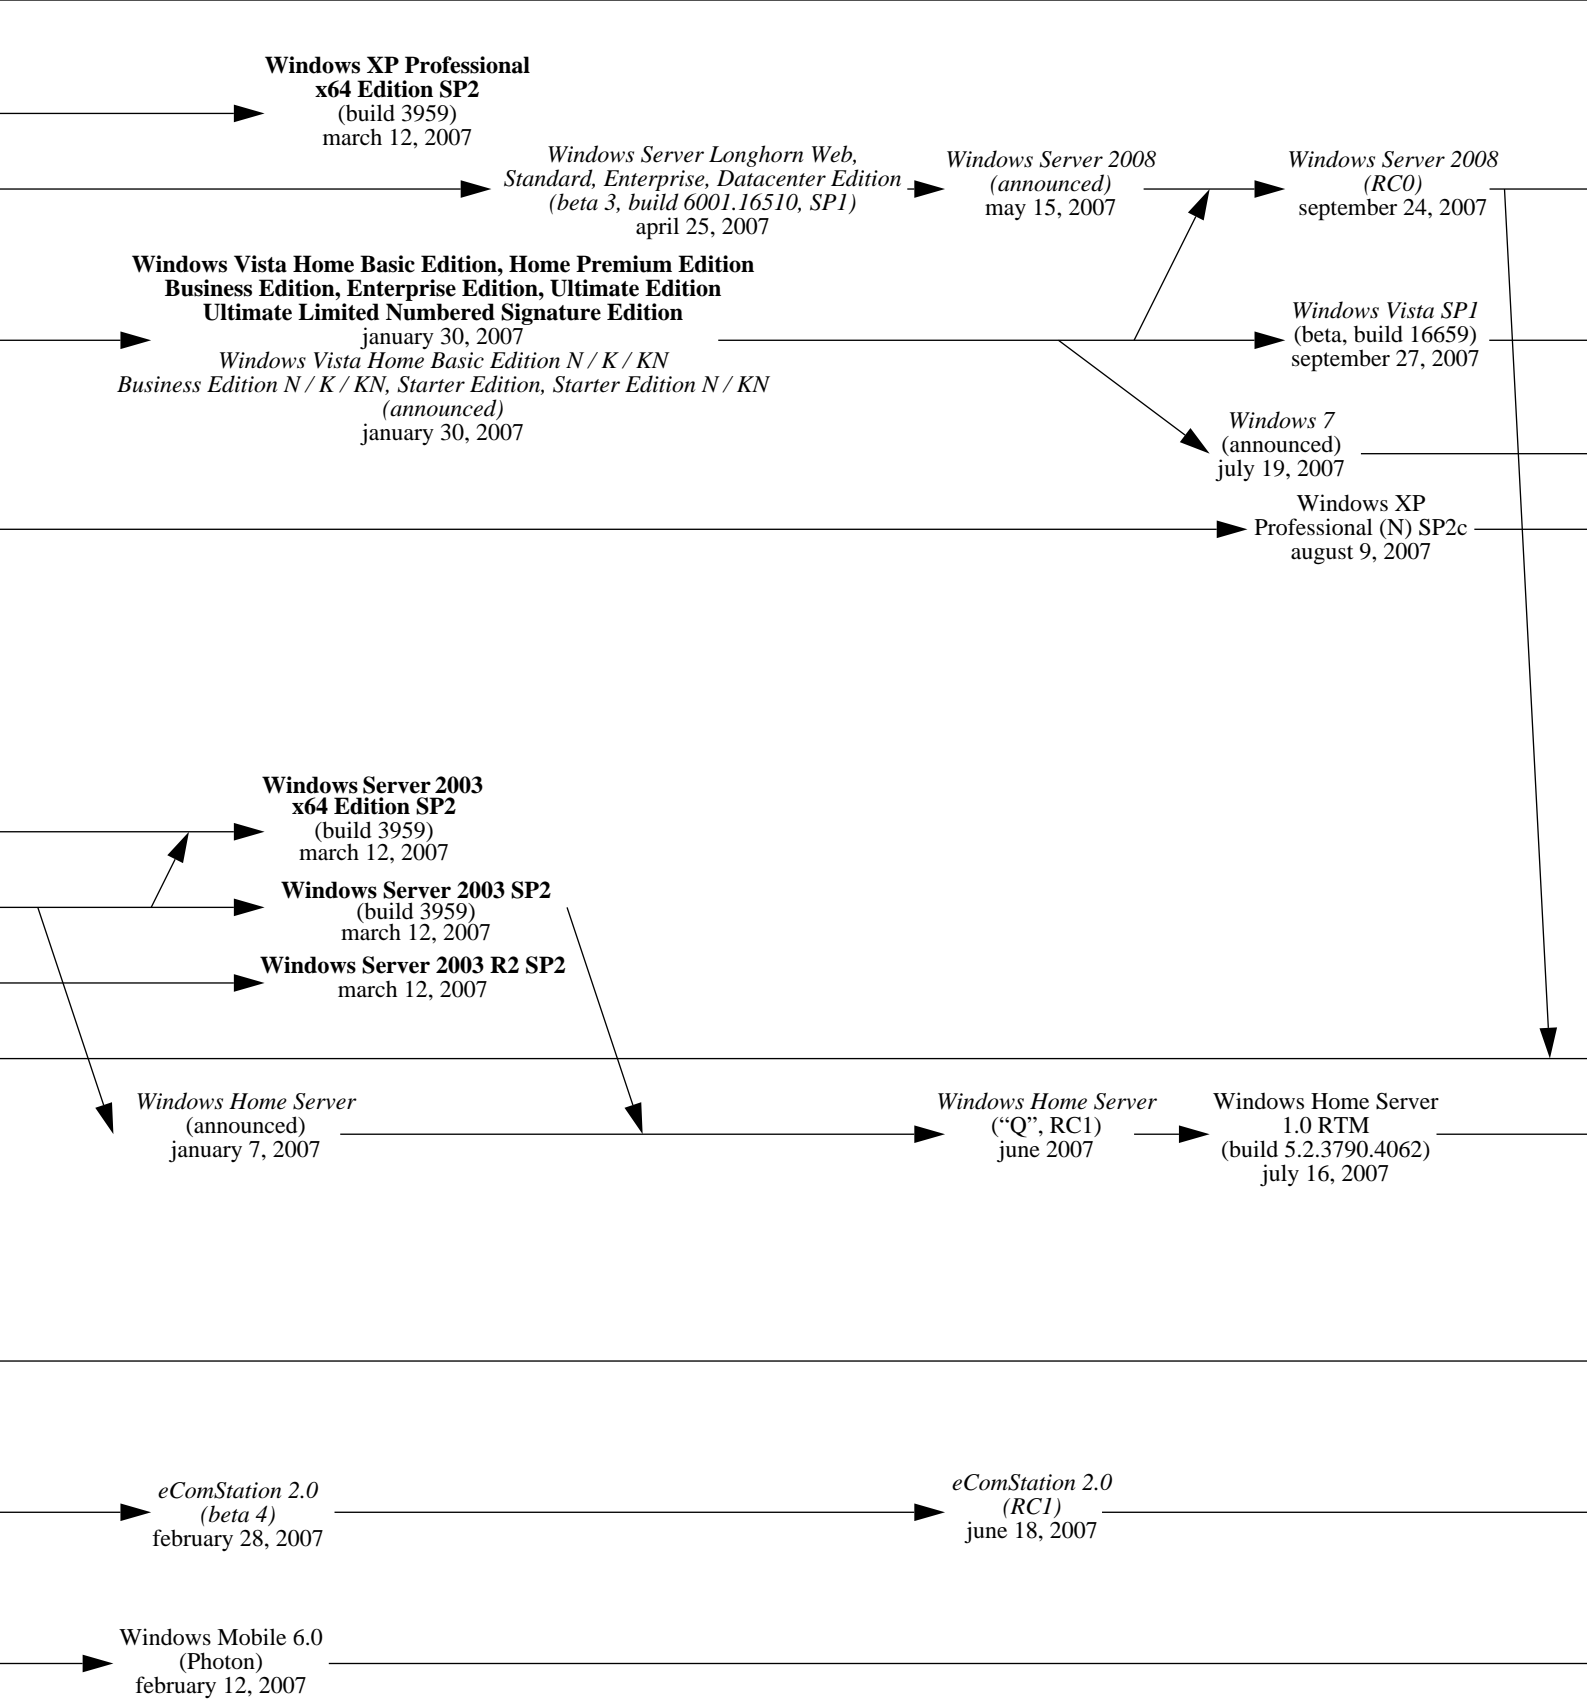 Windows XP Professional
x64 Edition SP2
(build 3959)
march 12, 2007
Windows Server Longhorn Web,
Standard, Enterprise, Datacenter Edition
(beta 3, build 6001.16510, SP1)
april 25, 2007
Windows Server 2008
(announced)
may 15, 2007
Windows Server 2008
(RC0)
september 24, 2007
Windows Vista Home Basic Edition, Home Premium Edition
Business Edition, Enterprise Edition, Ultimate Edition
Ultimate Limited Numbered Signature Edition
january 30, 2007
Windows Vista Home Basic Edition N / K / KN
Business Edition N / K / KN, Starter Edition, Starter Edition N / KN
(announced)
january 30, 2007
Windows Vista SP1
(beta, build 16659)
september 27, 2007
Windows 7
(announced)
july 19, 2007
Windows XP
Professional (N) SP2c
august 9, 2007
Windows Server 2003
x64 Edition SP2
(build 3959)
march 12, 2007
Windows Server 2003 SP2
(build 3959)
march 12, 2007
Windows Server 2003 R2 SP2
march 12, 2007
Windows Home Server
(announced)
january 7, 2007
Windows Home Server
(“Q”, RC1)
june 2007
Windows Home Server
1.0 RTM
(build 5.2.3790.4062)
july 16, 2007
eComStation 2.0
(beta 4)
february 28, 2007
eComStation 2.0
(RC1)
june 18, 2007
Windows Mobile 6.0
(Photon)
february 12, 2007